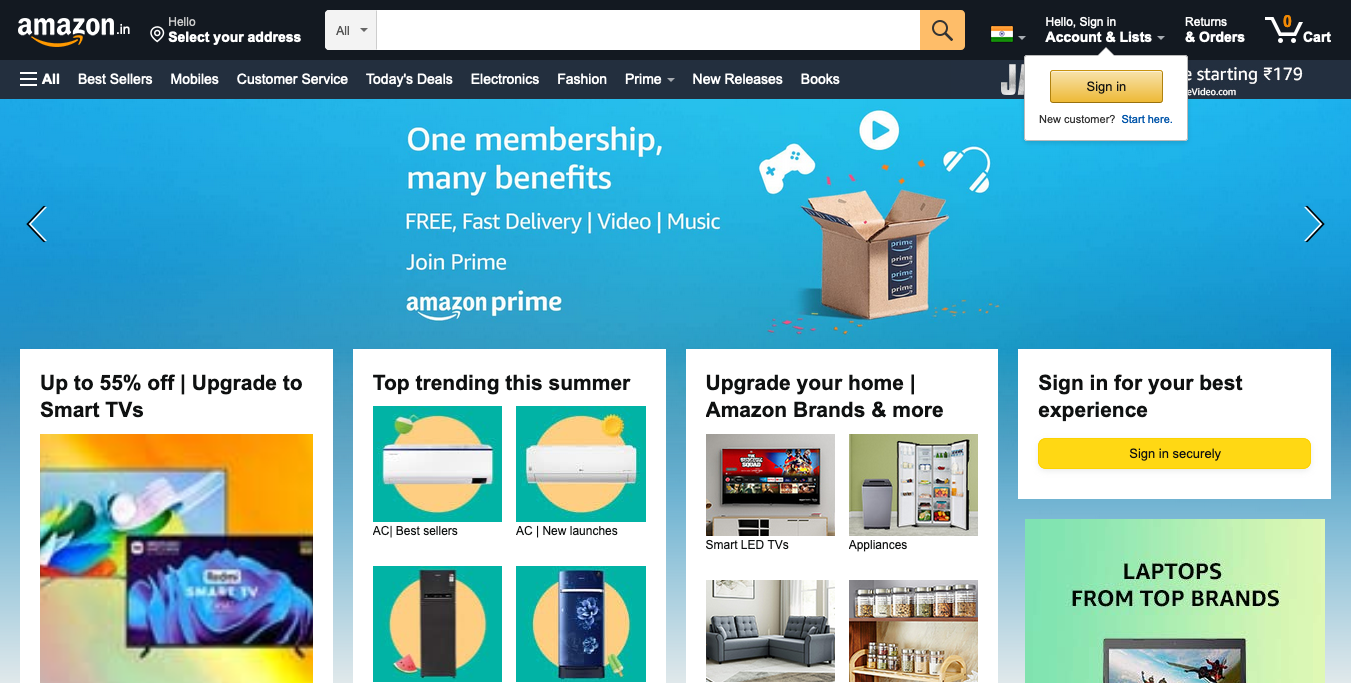 amazon.in
Hello
Select your address
All
Hello, Sign in
Account & Lists
Returns
& Orders
0
Cart
All
Best Sellers
Mobiles
Customer Service
Today's Deals
Electronics
Fashion
Prime
New Releases
Books
starting ₹179
eVideo.com
Sign in
New customer? Start here.
One membership,
many benefits
FREE, Fast Delivery | Video | Music
Join Prime
amazon prime
prime
prime
prime
prime
Up to 55% off | Upgrade to
Smart TVs
Redmi
SMART TV
Top trending this summer
AC| Best sellers
AC | New launches
Upgrade your home |
Amazon Brands & more
Smart LED TVs
Appliances
Sign in for your best
experience
Sign in securely
LAPTOPS
FROM TOP BRANDS